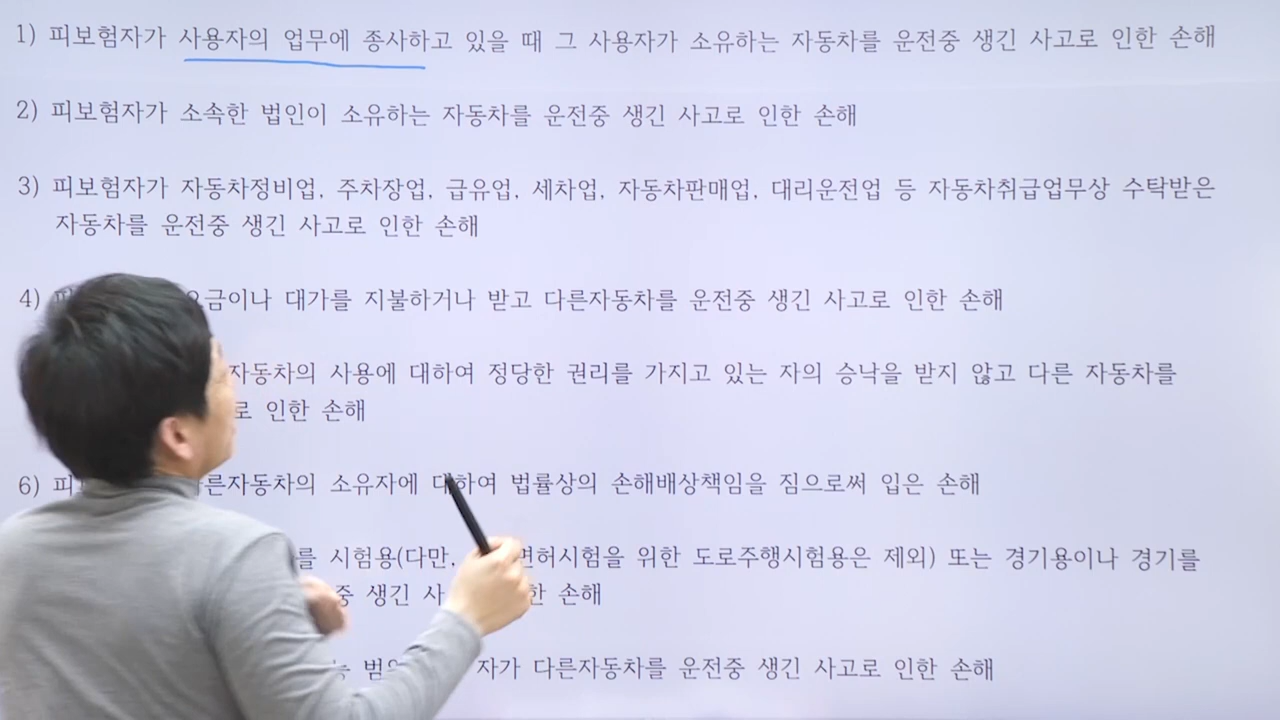 1) 피보험자가 사용자의 업무에 종사하고 있을 때 그 사용자가 소유하는 자동차를 운전중 생긴 사고로 인한 손해
2) 피보험자가 소속한 법인이 소유하는 자동차를 운전중 생긴 사고로 인한 손해
3) 피보험자가 자동차정비업, 주차장업, 급유업, 세차업, 자동차판매업, 대리운전업 등 자동차취급업무상 수탁받은
자동차를 운전중 생긴 사고로 인한 손해
4) 대가를 지불하거나 받고 다른자동차를 운전중 생긴 사고로 인한 손해
자동차의 사용에 대하여 정당한 권리를 가지고 있는 자의 승낙을 받지 않고 다른 자동차를
로 인한 손해
6) 른자동차의 소유자에 대하여 법률상의 손해배상책임을 짐으로써 입은 손해
를 시험용(다만, 면허시험을 위한 도로주행시험용은 제외) 또는 경기용이나 경기를
중 생긴 손해
자가 다른자동차를 운전중 생긴 사고로 인한 손해